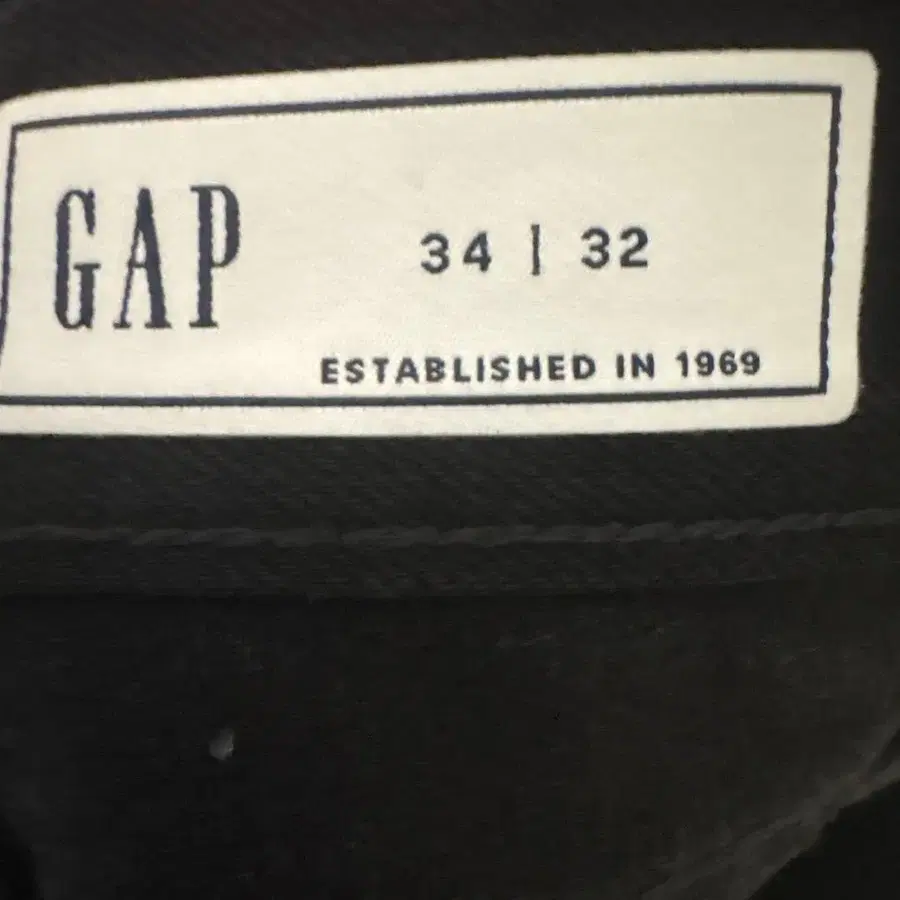 GAP
34 | 32
ESTABLISHED IN 1969